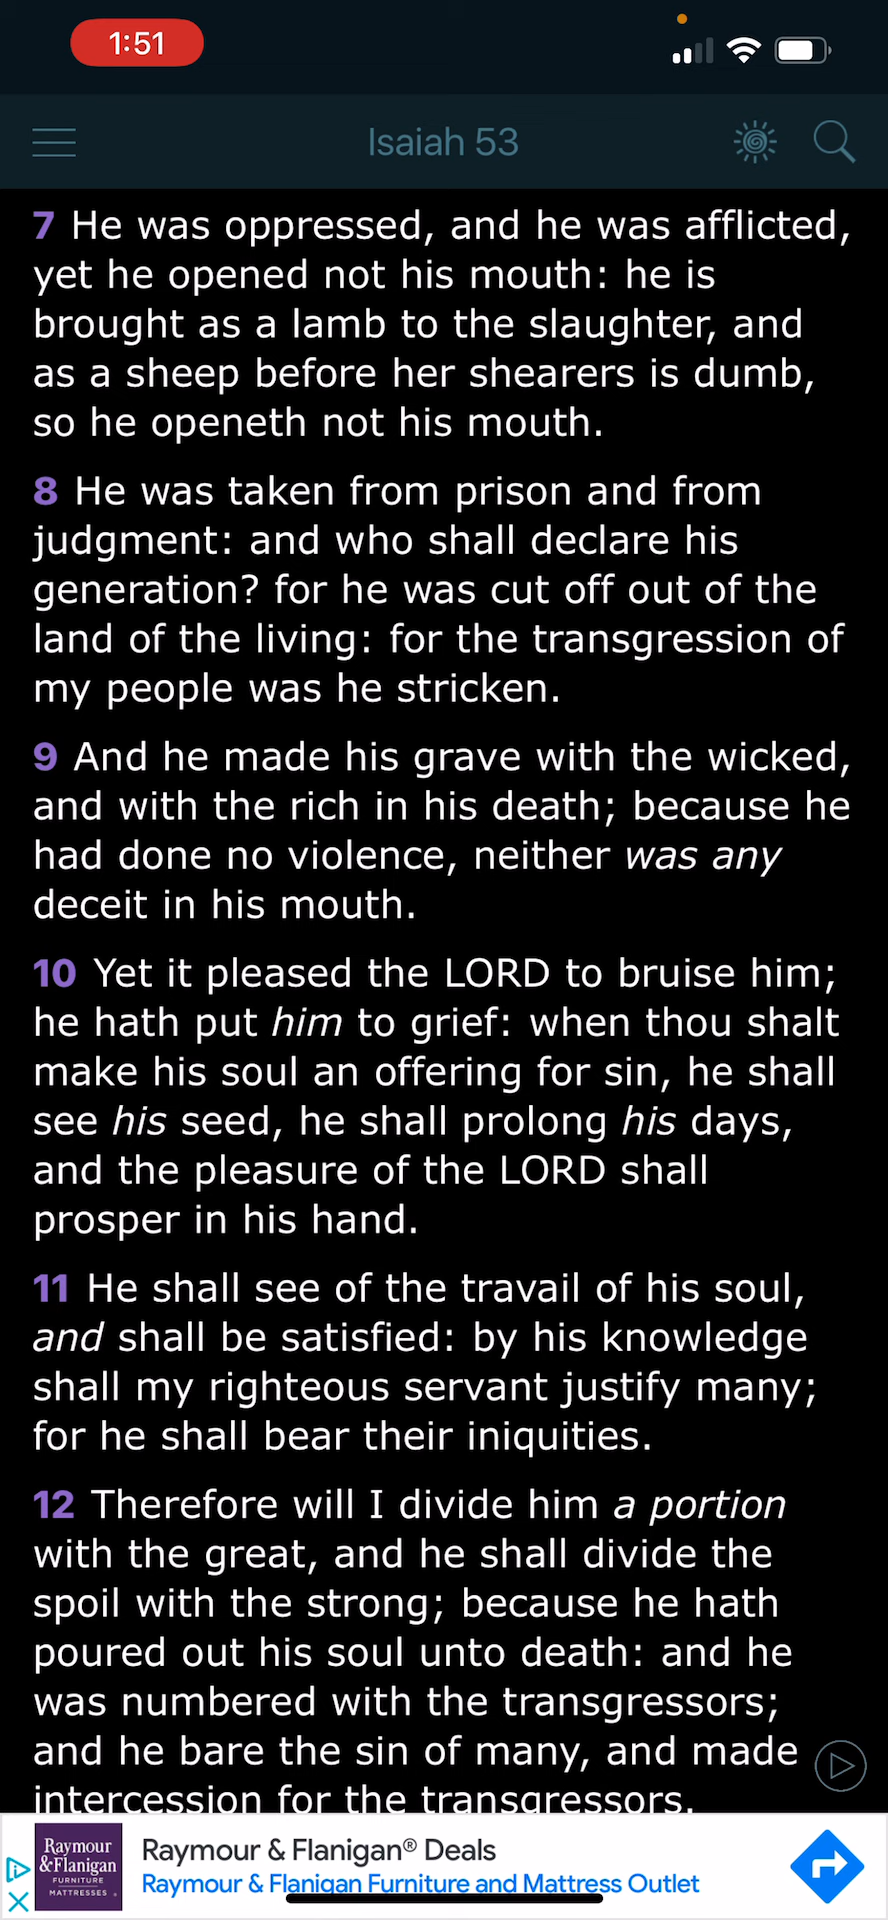 1:51
Isaiah 53
7 He was oppressed, and he was afflicted,
yet he opened not his mouth: he is
brought as a lamb to the slaughter, and
as a sheep before her shearers is dumb,
so he openeth not his mouth.
8 He was taken from prison and from
judgment: and who shall declare his
generation? for he was cut off out of the
land of the living: for the transgression of
my people was he stricken.
9 And he made his grave with the wicked,
and with the rich in his death; because he
had done no violence, neither was any
deceit in his mouth.
10 Yet it pleased the LORD to bruise him;
he hath put him to grief: when thou shalt
make his soul an offering for sin, he shall
see his seed, he shall prolong his days,
and the pleasure of the LORD shall
prosper in his hand.
11 He shall see of the travail of his soul,
and shall be satisfied: by his knowledge
shall my righteous servant justify many;
for he shall bear their iniquities.
12 Therefore will I divide him a portion
with the great, and he shall divide the
spoil with the strong; because he hath
poured out his soul unto death: and he
was numbered with the transgressors;
and he bare the sin of many, and made
intercession for the transgressors.
Raymour
&Flanigan
FURNITURE
MATTRESSES
Raymour & Flanigan® Deals
Raymour & Flanigan Furniture and Mattress Outlet